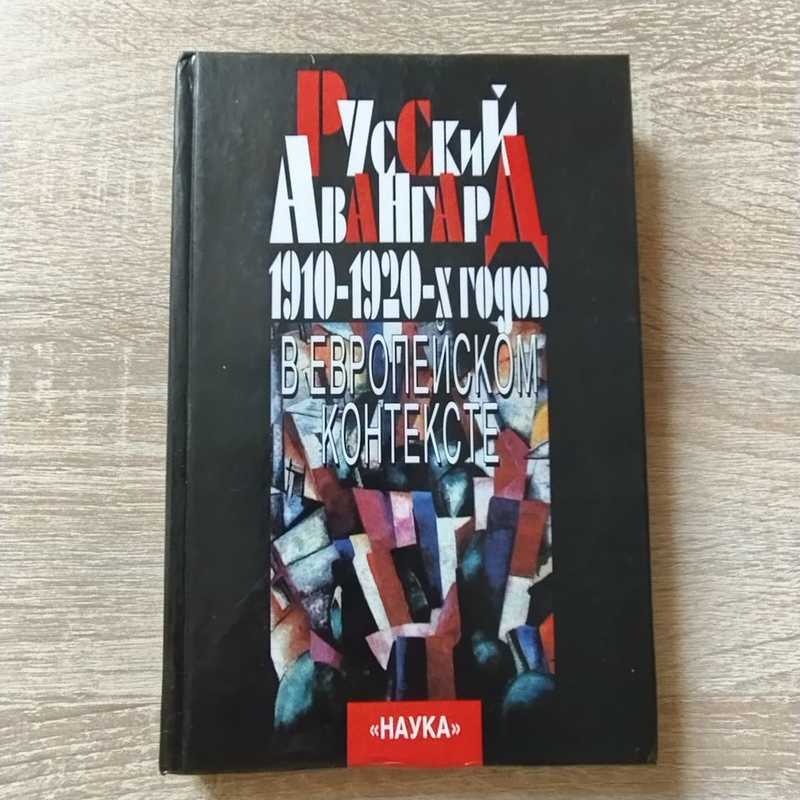 Русский
Авангард
1910-1920-х годов
В ЕВРОПЕЙСКОМ
КОНТЕКСТЕ
«НАУКА»